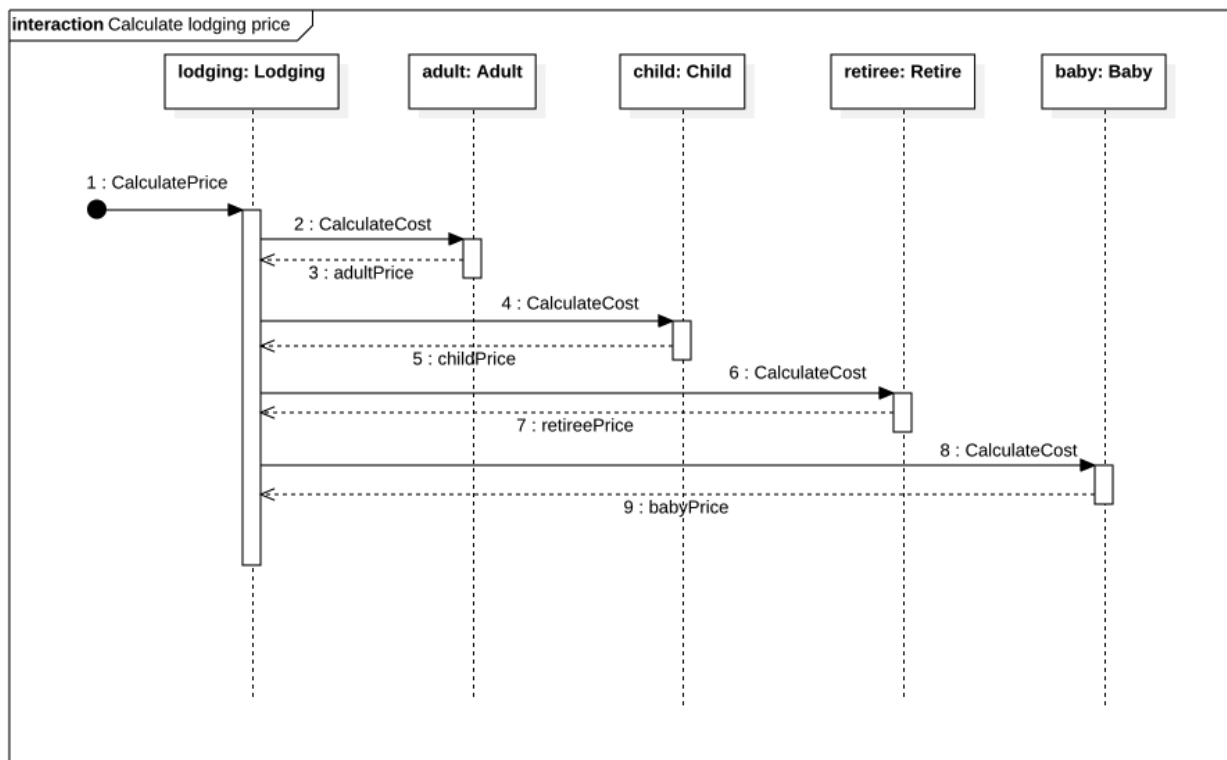 interaction Calculate lodging price
lodging: Lodging
adult: Adult
child: Child
retiree: Retire
baby: Baby
1 : CalculatePrice
2 : CalculateCost
3 : adultPrice
4 : CalculateCost
5 : childPrice
6 : CalculateCost
7 : retireePrice
8 : CalculateCost
9 : babyPrice